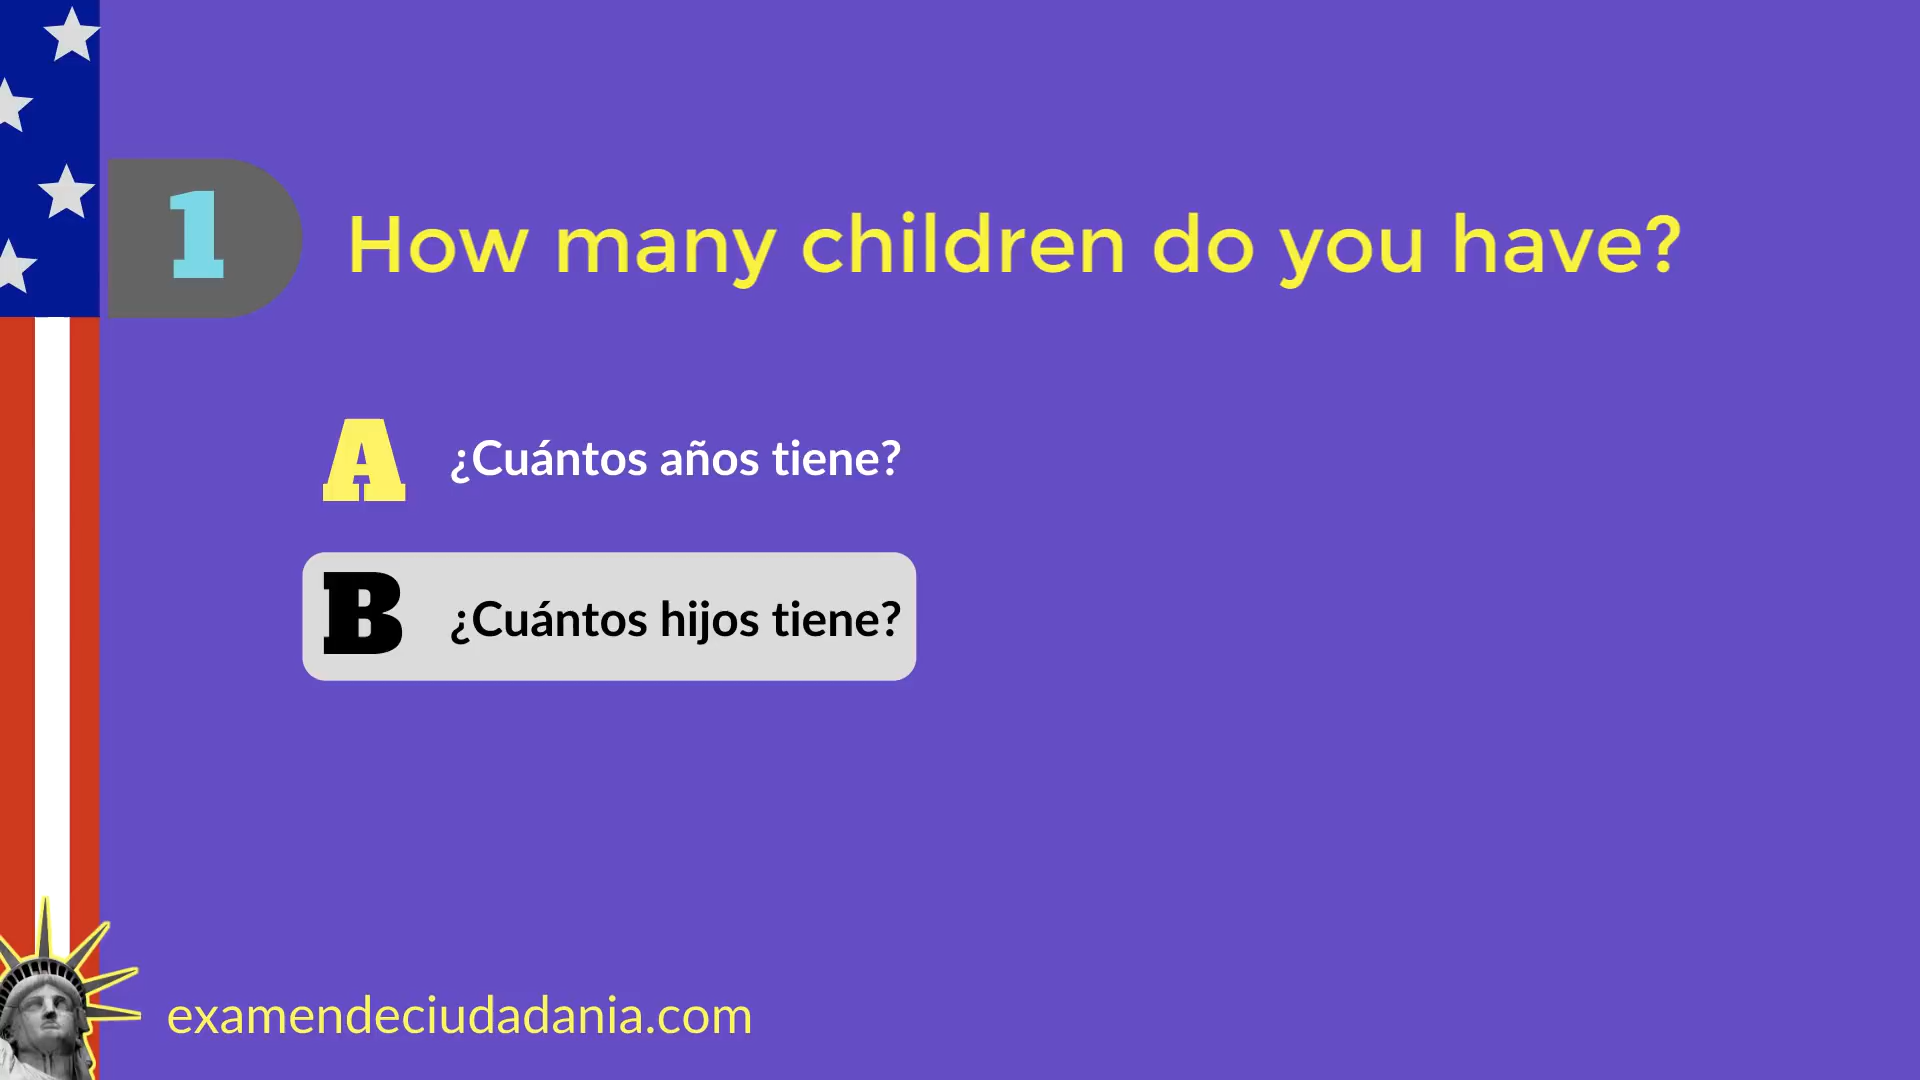 1
How many children do you have?
A
¿Cuántos años tiene?
B
¿Cuántos hijos tiene?
examendeciudadania.com